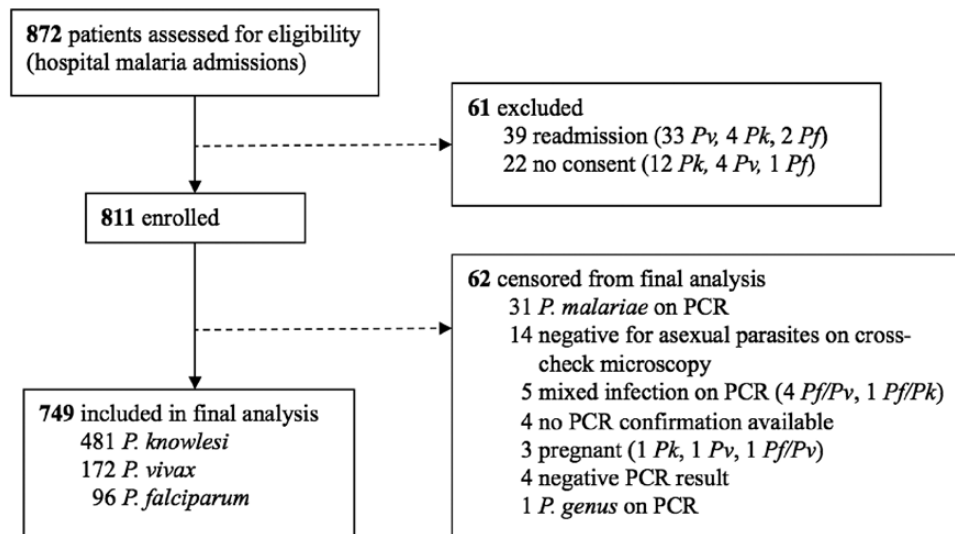 872 patients assessed for eligibility
(hospital malaria admissions)
61 excluded
39 readmission (33 Pv, 4 Pk, 2 Pf)
22 no consent (12 Pk, 4 Pv, 1 Pf)
811 enrolled
62 censored from final analysis
31 P. malariae on PCR
14 negative for asexual parasites on cross-
check microscopy
5 mixed infection on PCR (4 Pf/Pv, 1 Pf/Pk)
4 no PCR confirmation available
3 pregnant (1 Pk, 1 Pv, 1 Pf/Pv)
4 negative PCR result
1 P. genus on PCR
749 included in final analysis
481 P. knowlesi
172 P. vivax
96 P. falciparum